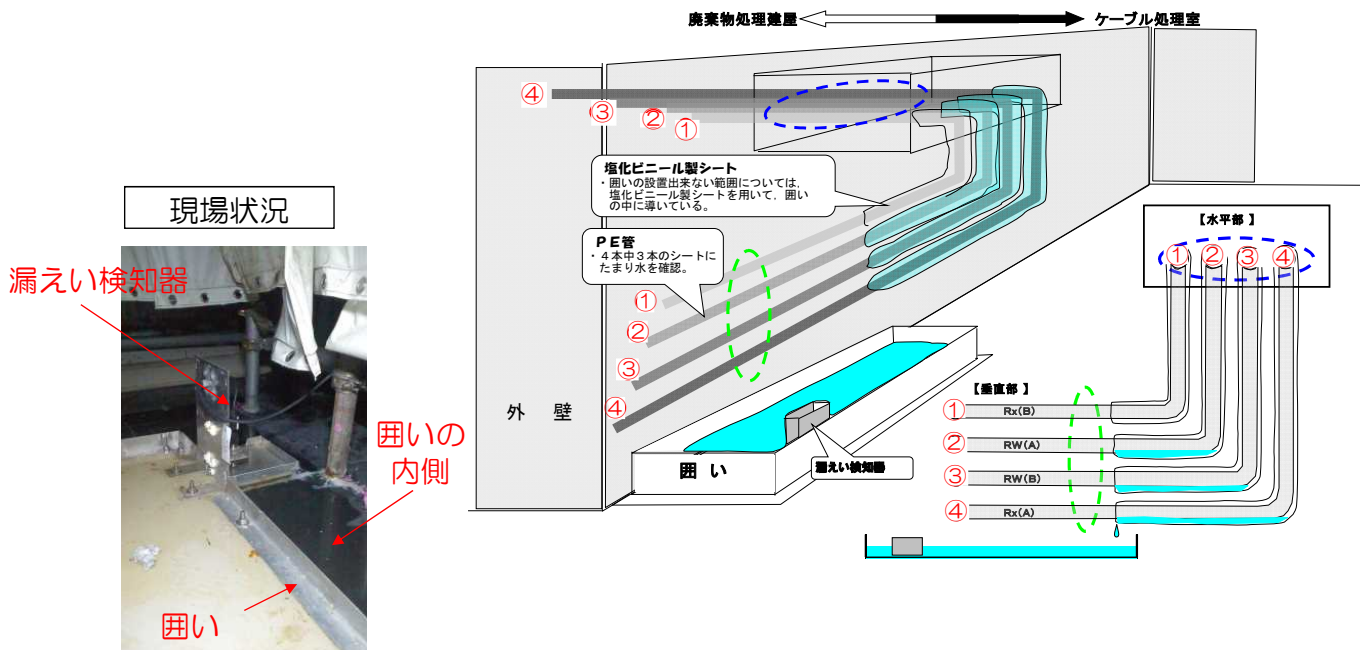 廃棄物処理建屋
ケーブル処理室
④
③
②
①
塩化ビニール製シート
・囲いの設置出来ない範囲については，
塩化ビニール製シートを用いて，囲い
の中に導いている。
ＰＥ管
・４本中３本のシートに
たまり水を確認。
①
②
③
④
外 壁
囲 い
漏えい検知器
【水平部 】
① ② ③ ④
【垂直部 】
① Rx(B)
② RW(A)
③ RW(B)
④ Rx(A)
現場状況
漏えい検知器
囲いの
内側
囲い